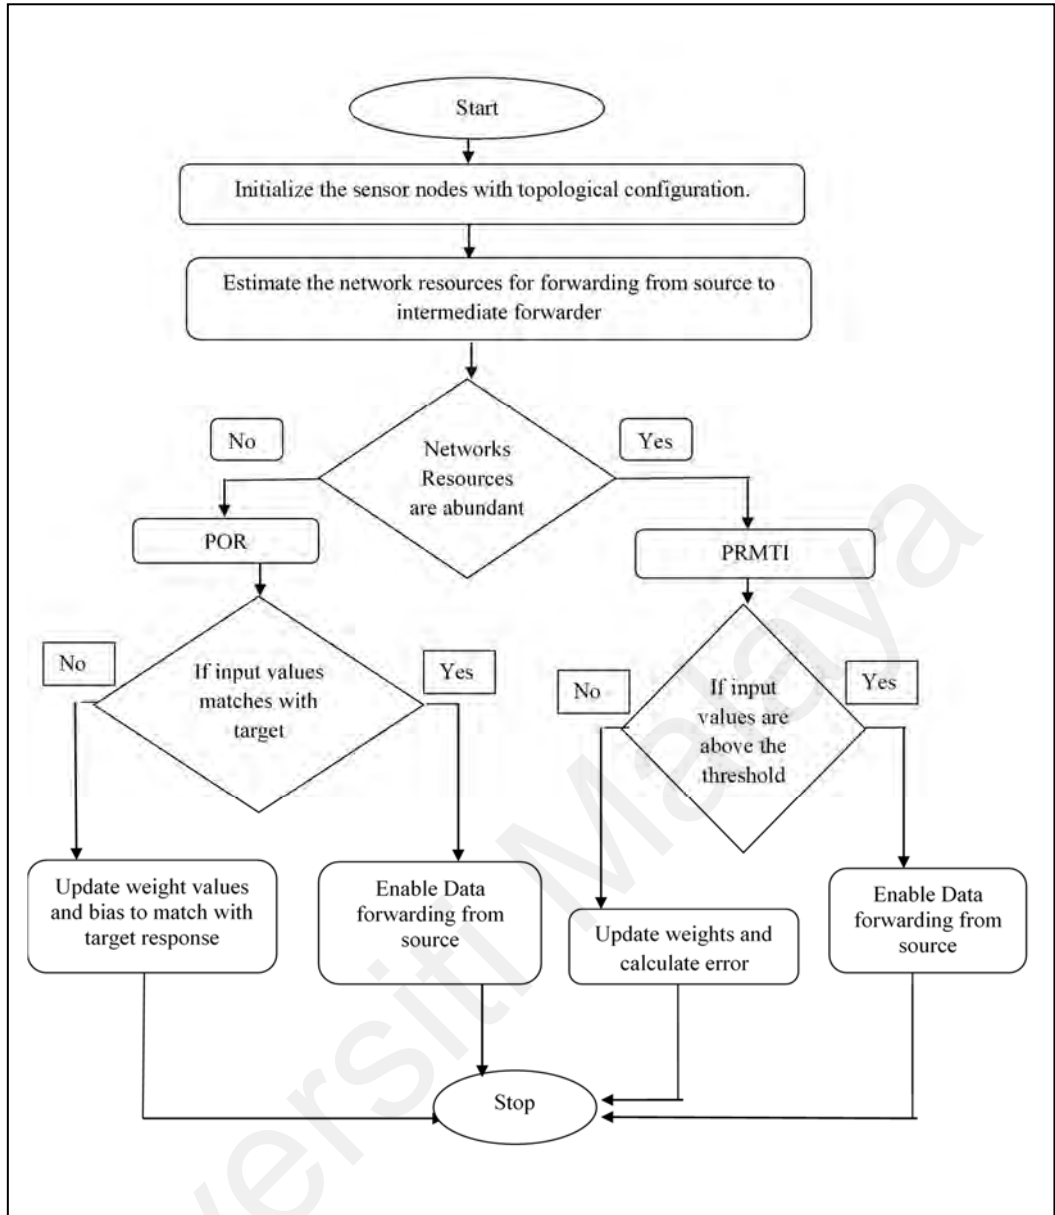 Start
Initialize the sensor nodes with topological configuration.
Estimate the network resources for forwarding from source to
intermediate forwarder
No
Networks
Resources
are abundant
Yes
POR
PRMTI
No
If input values
matches with
target
Yes
No
If input
values are
above the
threshold
Yes
Update weight values
and bias to match with
target response
Enable Data
forwarding from
source
Update weights and
calculate error
Enable Data
forwarding from
source
Stop
versiti Malaya